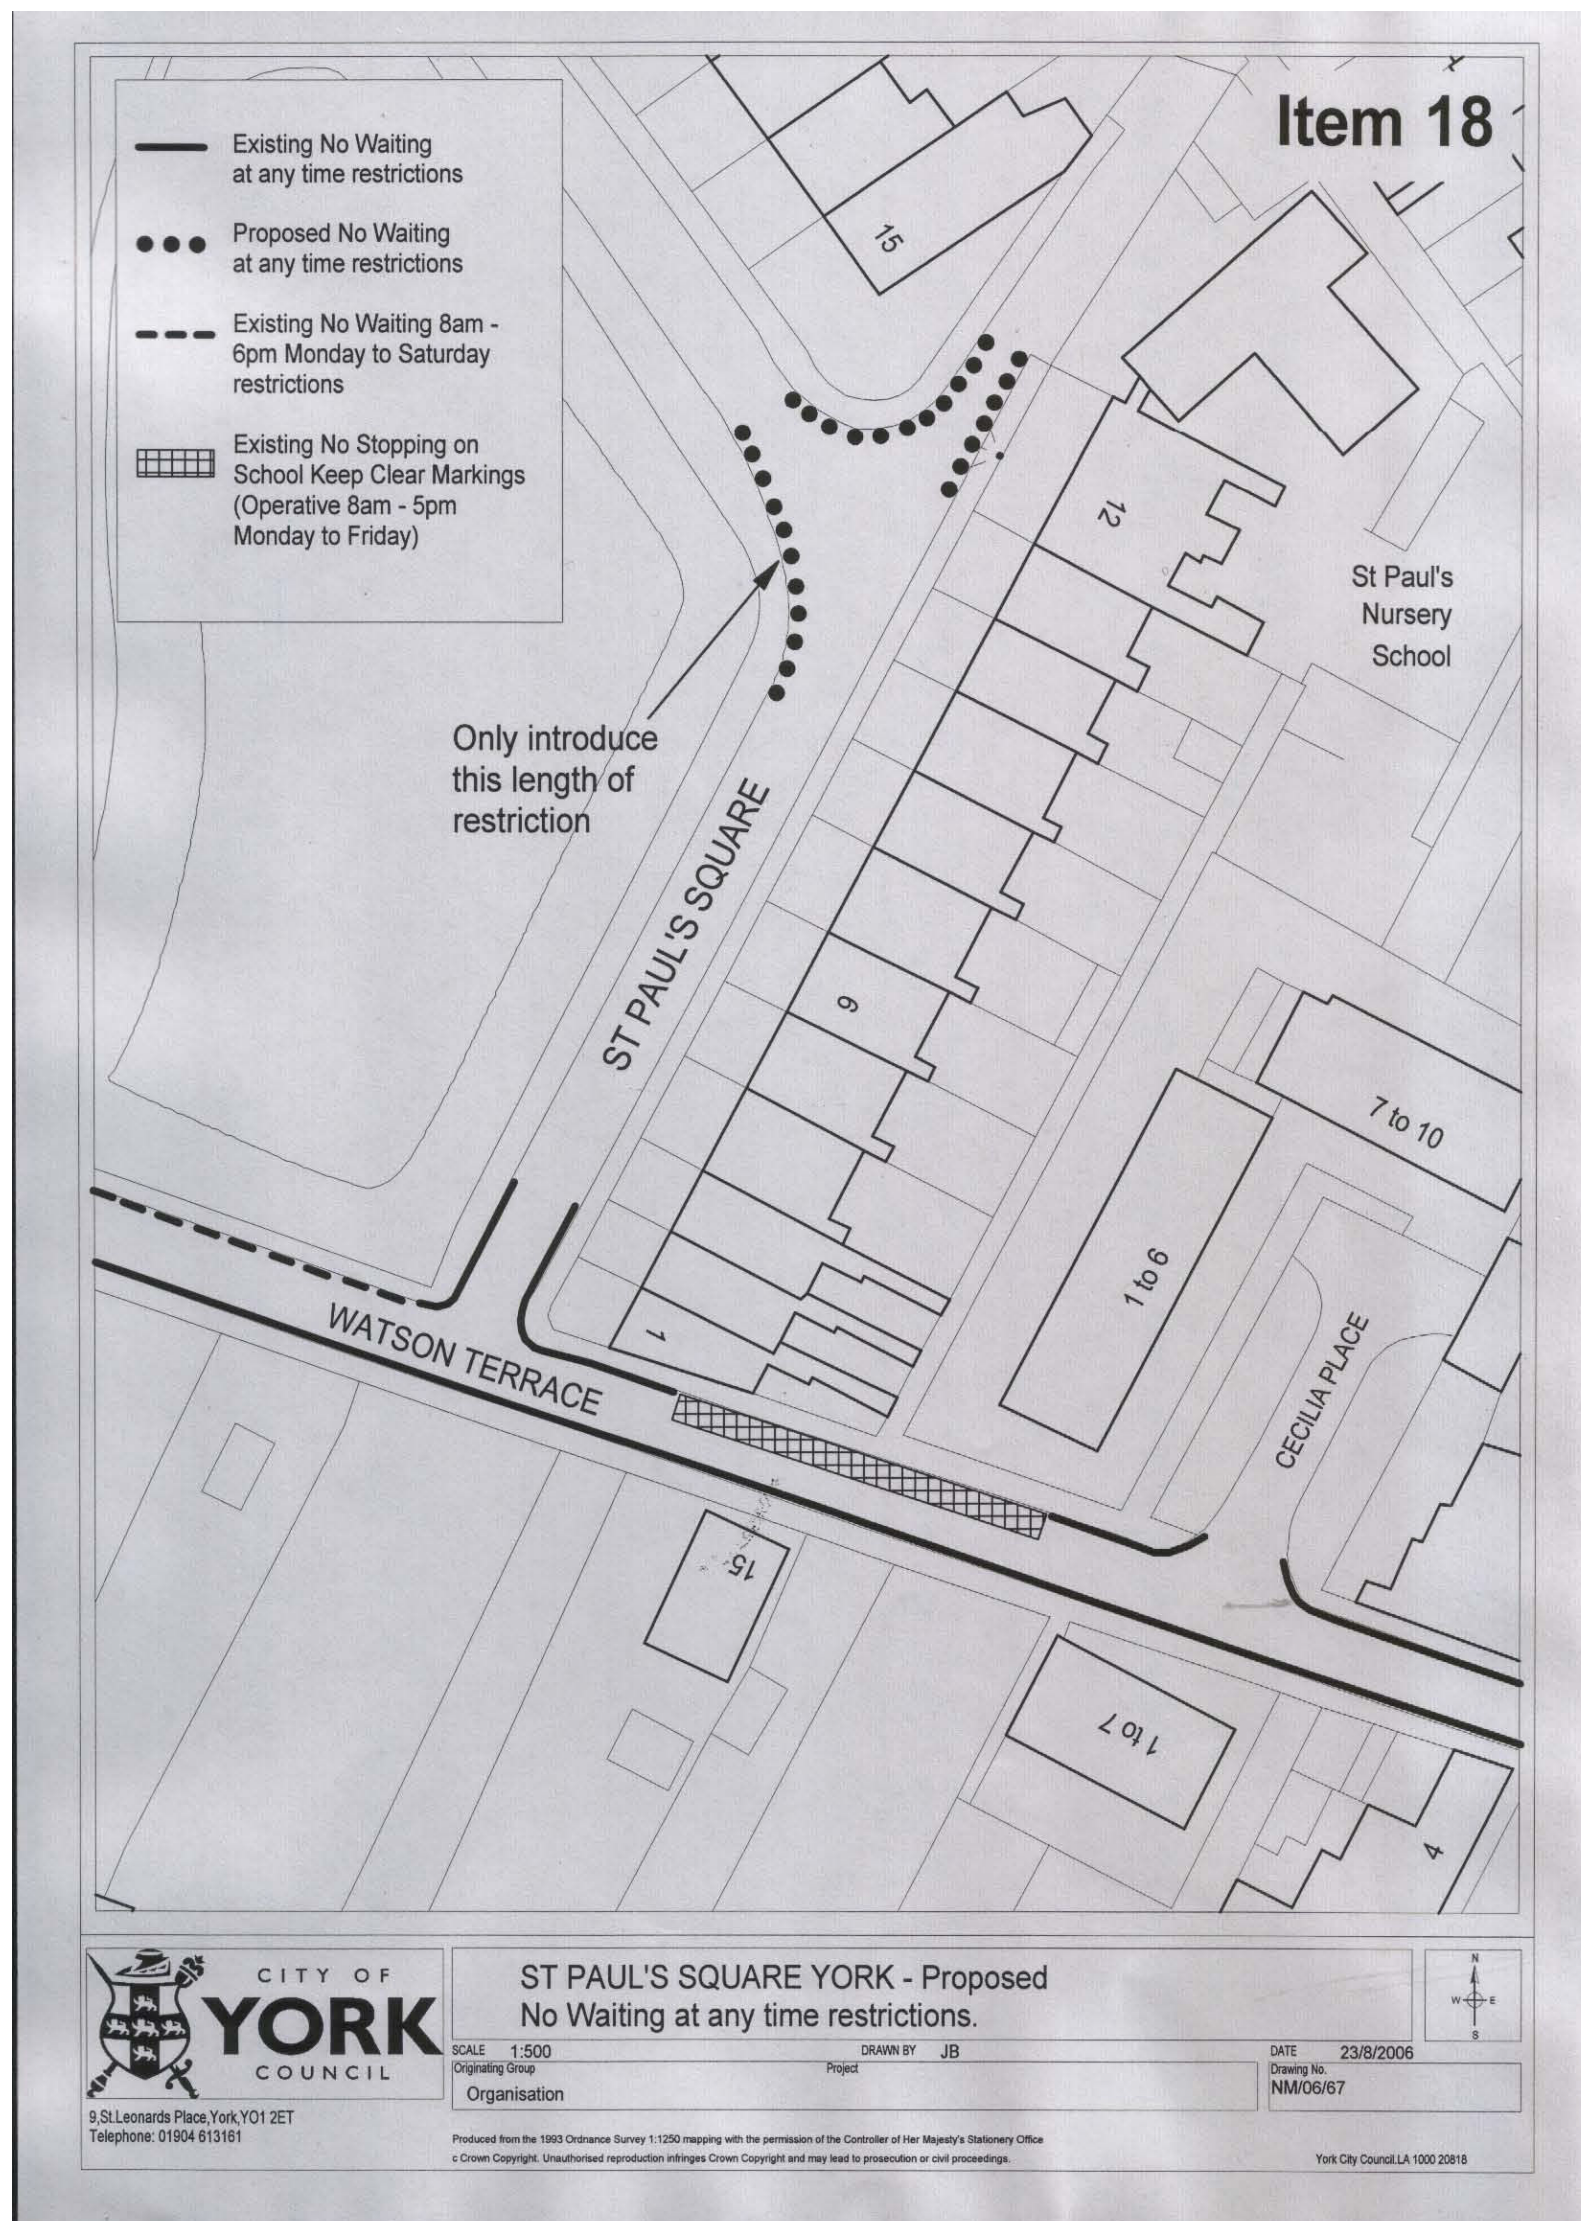 Item 18
Existing No Waiting
at any time restrictions
Proposed No Waiting
at any time restrictions
Existing No Waiting 8am -
6pm Monday to Saturday
restrictions
Existing No Stopping on
School Keep Clear Markings
(Operative 8am - 5pm
Monday to Friday)
15
12
St Paul's
Nursery
School
Only introduce
this length of
restriction
ST PAUL'S SQUARE
6
7 to 10
1 to 6
CECILIA PLACE
WATSON TERRACE
1
15
1 to 7
4
CITY OF
YORK
COUNCIL
9,St.Leonards Place,York,YO1 2ET
Telephone: 01904 613161
ST PAUL'S SQUARE YORK - Proposed
No Waiting at any time restrictions.
SCALE 1:500
DRAWN BY JB
DATE 23/8/2006
Originating Group
Organisation
Project
Drawing No.
NM/06/67
N
W E
S
Produced from the 1993 Ordnance Survey 1:1250 mapping with the permission of the Controller of Her Majesty's Stationery Office
c Crown Copyright. Unauthorised reproduction infringes Crown Copyright and may lead to prosecution or civil proceedings.
York City Council.LA 1000 20818